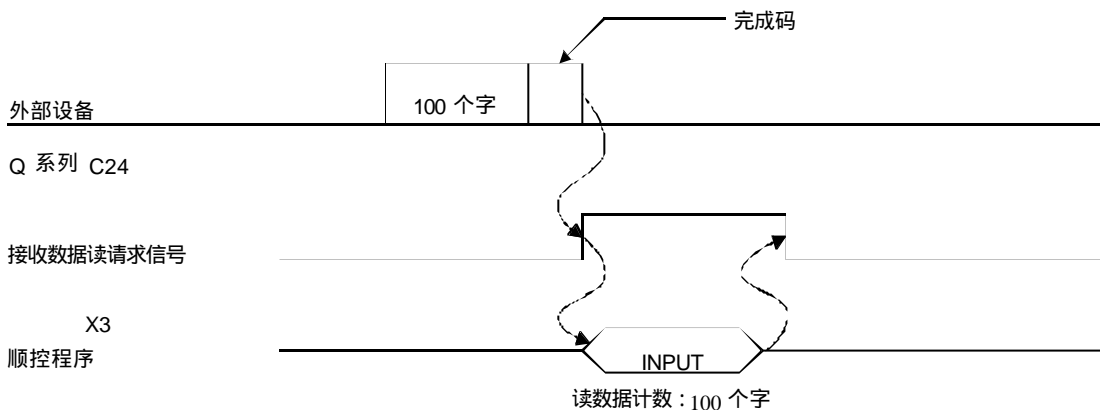 完成码
100 个字
外部设备
Q 系列 C24
接收数据读请求信号
X3
顺控程序
INPUT
读数据计数：100 个字